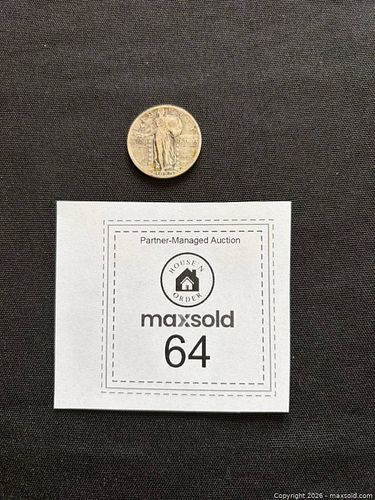 Partner-Managed Auction
HOUSE N
ORDER
maxsold
64
Copyright 2026 - maxsold.com